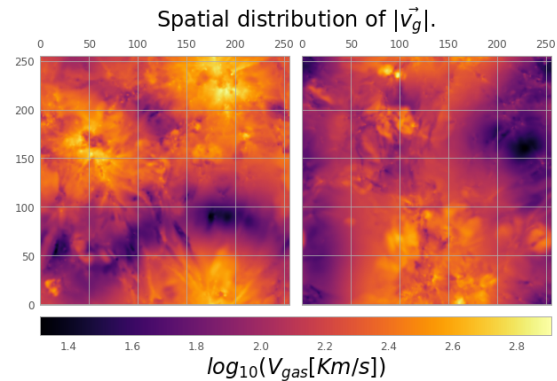 Spatial distribution of |v⃗_g|.
0 50 100 150 200 250 0 50 100 150 200 250
250
200
150
100
50
0
1.4 1.6 1.8 2.0 2.2 2.4 2.6 2.8
log₁₀(V_gas[Km/s])